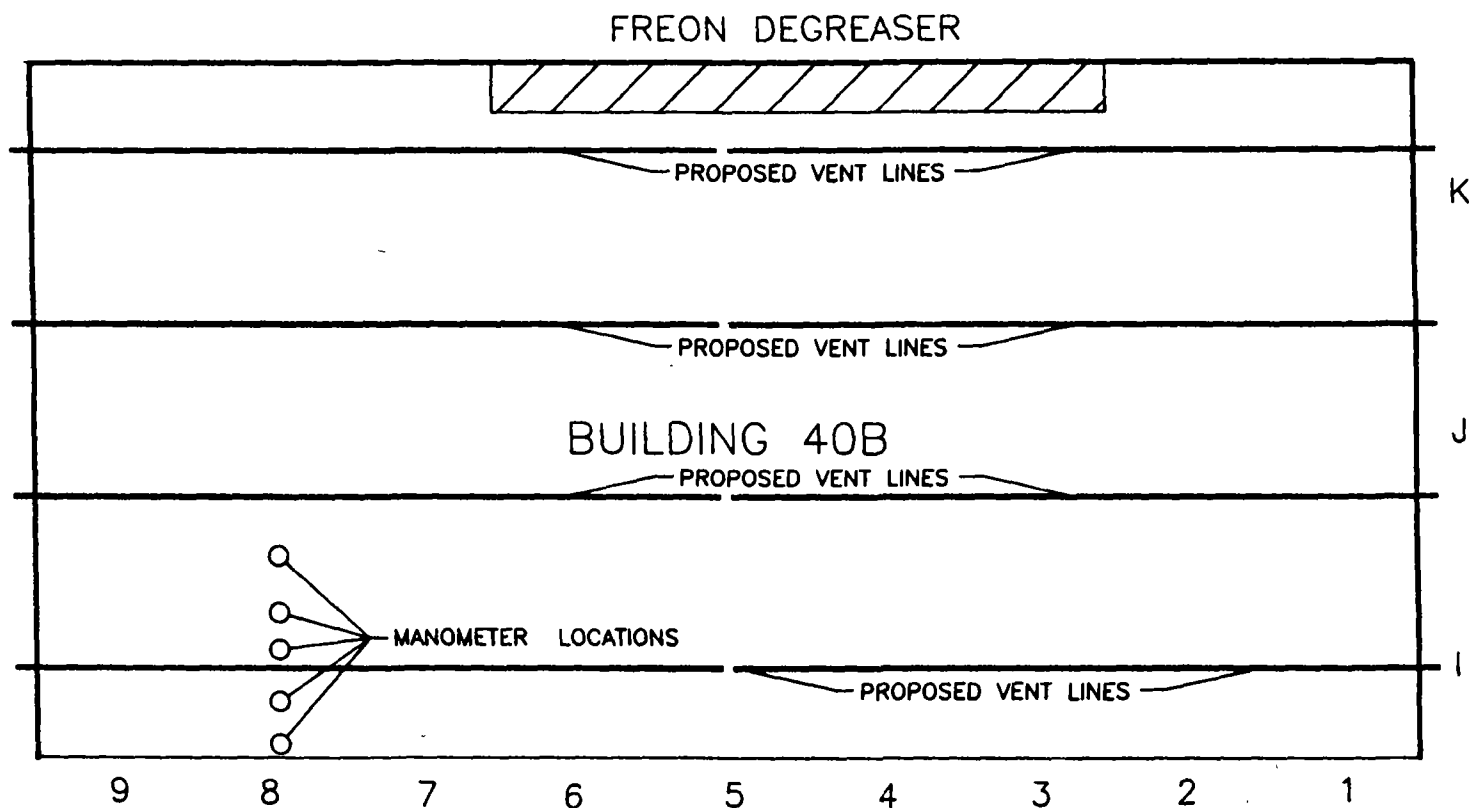 FREON DEGREASER
PROPOSED VENT LINES
K
PROPOSED VENT LINES
BUILDING 40B
J
PROPOSED VENT LINES
MANOMETER LOCATIONS
I
PROPOSED VENT LINES
9 8 7 6 5 4 3 2 1